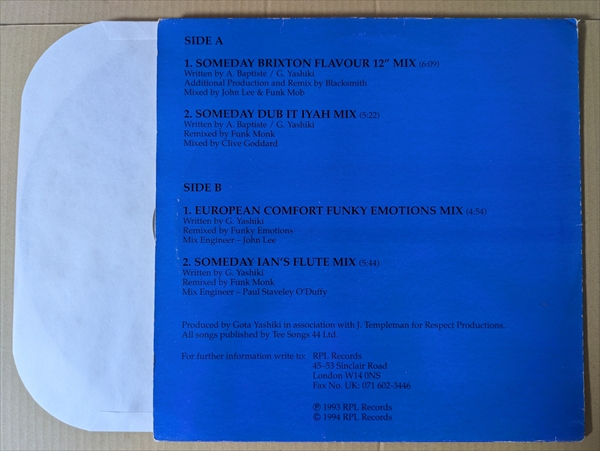 SIDE A
1. SOMEDAY BRIXTON FLAVOUR 12" MIX (6:09)
Written by A. Baptiste / G. Yashiki
Additional Production and Remix by Blacksmith
Mixed by John Lee & Funk Mob
2. SOMEDAY DUB IT IYAH MIX (5:22)
Written by A. Baptiste / G. Yashiki
Remixed by Funk Monk
Mixed by Clive Goddard
SIDE B
1. EUROPEAN COMFORT FUNKY EMOTIONS MIX (4:54)
Written by G. Yashiki
Remixed by Funky Emotions
Mix Engineer – John Lee
2. SOMEDAY IAN'S FLUTE MIX (5:44)
Written by G. Yashiki
Remixed by Funk Monk
Mix Engineer – Paul Staveley O'Duffy
Produced by Gota Yashiki in association with J. Templeman for Respect Productions.
All songs published by Tee Songs 44 Ltd.
For further information write to: RPL Records
45–53 Sinclair Road
London W14 0NS
Fax No. UK: 071 602-3446
℗ 1993 RPL Records
© 1994 RPL Records